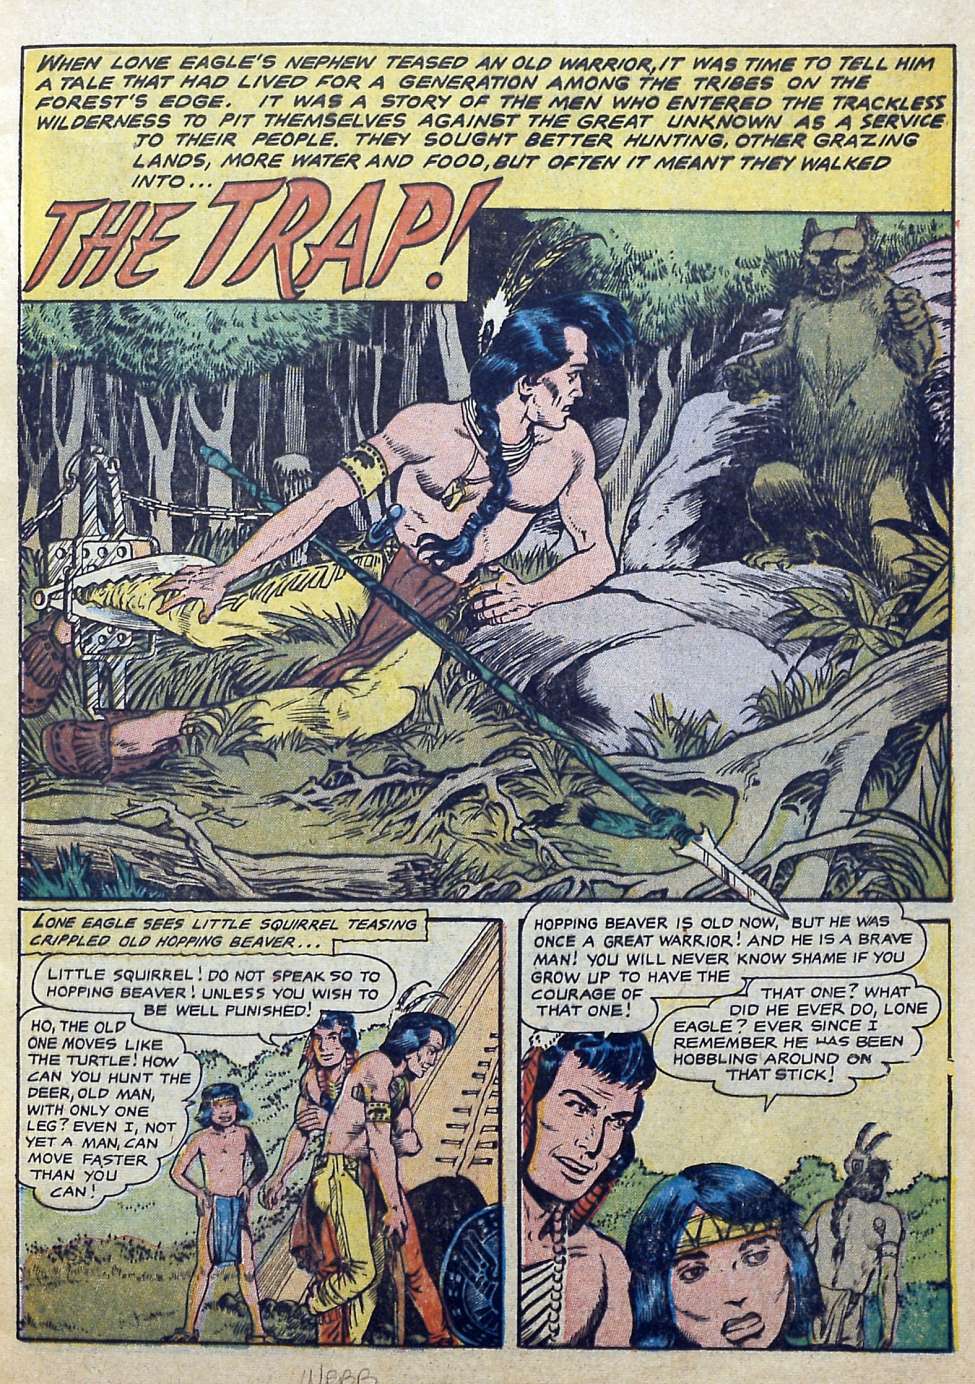 WHEN LONE EAGLE'S NEPHEW TEASED AN OLD WARRIOR, IT WAS TIME TO TELL HIM
A TALE THAT HAD LIVED FOR A GENERATION AMONG THE TRIBES ON THE
FOREST'S EDGE. IT WAS A STORY OF THE MEN WHO ENTERED THE TRACKLESS
WILDERNESS TO PIT THEMSELVES AGAINST THE GREAT UNKNOWN AS A SERVICE
TO THEIR PEOPLE. THEY SOUGHT BETTER HUNTING, OTHER GRAZING
LANDS, MORE WATER AND FOOD, BUT OFTEN IT MEANT THEY WALKED
INTO...
THE TRAP!
LONE EAGLE SEES LITTLE SQUIRREL TEASING
CRIPPLED OLD HOPPING BEAVER...
LITTLE SQUIRREL! DO NOT SPEAK SO TO
HOPPING BEAVER! UNLESS YOU WISH TO
BE WELL PUNISHED!
HO, THE OLD
ONE MOVES LIKE
THE TURTLE! HOW
CAN YOU HUNT THE
DEER, OLD MAN,
WITH ONLY ONE
LEG? EVEN I, NOT
YET A MAN, CAN
MOVE FASTER
THAN YOU
CAN!
HOPPING BEAVER IS OLD NOW, BUT HE WAS
ONCE A GREAT WARRIOR! AND HE IS A BRAVE
MAN! YOU WILL NEVER KNOW SHAME IF YOU
GROW UP TO HAVE THE
COURAGE OF
THAT ONE!
THAT ONE? WHAT
DID HE EVER DO, LONE
EAGLE? EVER SINCE I
REMEMBER HE HAS BEEN
HOBBLING AROUND ON
THAT STICK!
WEBB